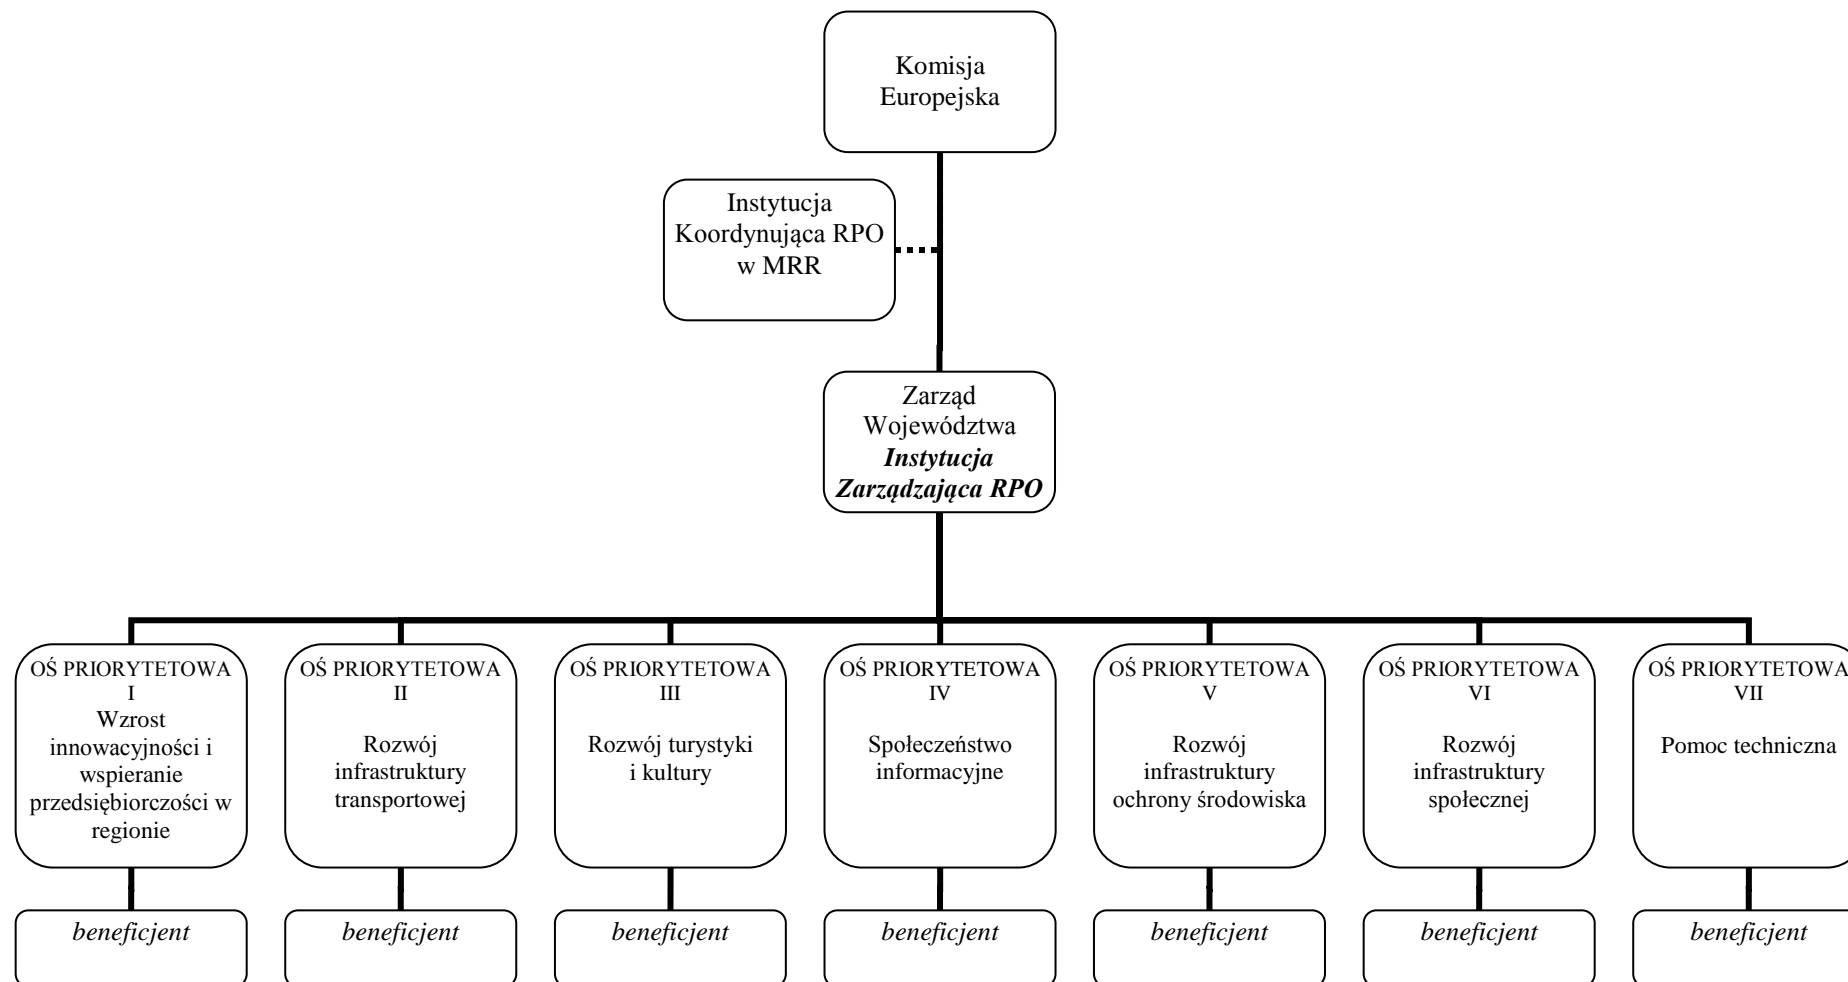 Komisja
Europejska
Instytucja
Koordynująca RPO
w MRR
Zarząd
Województwa
Instytucja
Zarządzająca RPO
OŚ PRIORYTETOWA
I
Wzrost
innowacyjności i
wspieranie
przedsiębiorczości w
regionie
OŚ PRIORYTETOWA
II
Rozwój
infrastruktury
transportowej
OŚ PRIORYTETOWA
III
Rozwój turystyki
i kultury
OŚ PRIORYTETOWA
IV
Społeczeństwo
informacyjne
OŚ PRIORYTETOWA
V
Rozwój
infrastruktury
ochrony środowiska
OŚ PRIORYTETOWA
VI
Rozwój
infrastruktury
społecznej
OŚ PRIORYTETOWA
VII
Pomoc techniczna
beneficjent
beneficjent
beneficjent
beneficjent
beneficjent
beneficjent
beneficjent